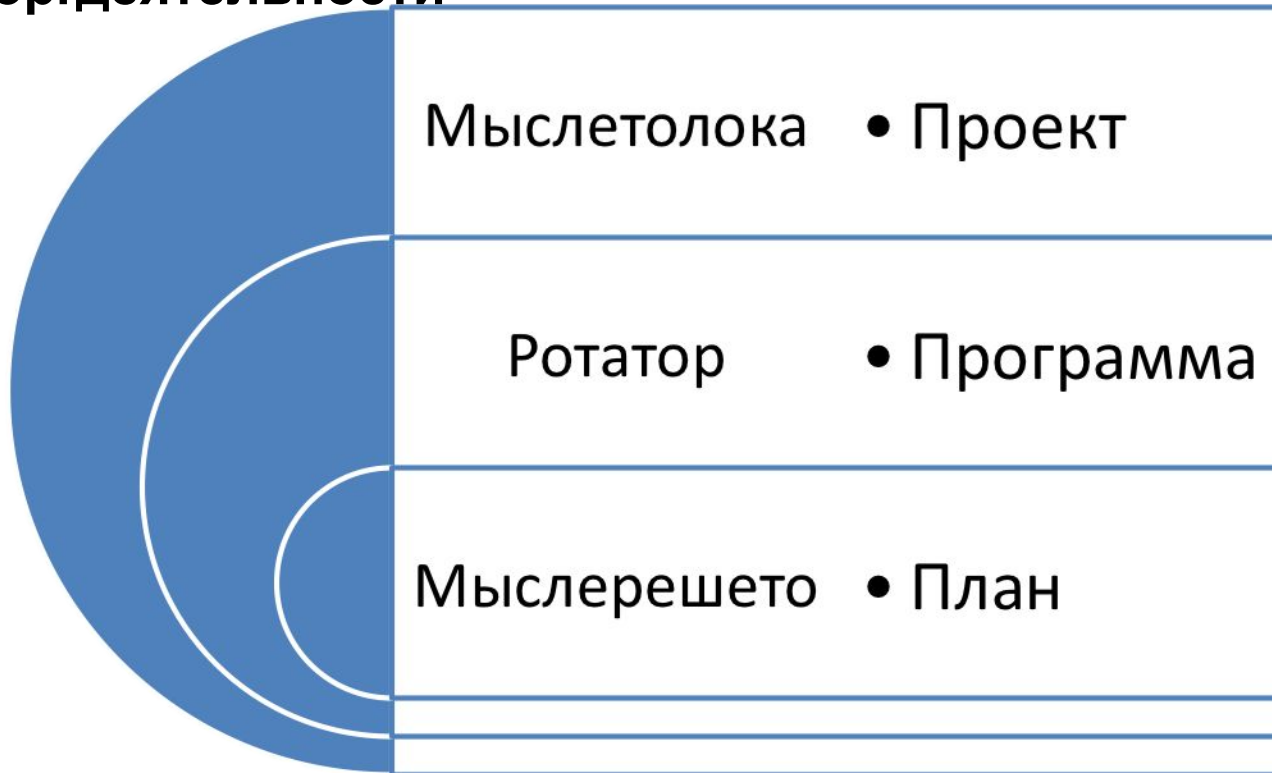 Мыслетолока • Проект
Ротатор • Программа
Мыслерешето • План